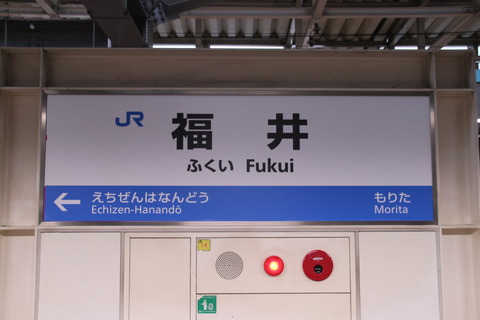 JR 福井
ふくい Fukui
← えちぜんはなんどう もりた
Echizen-Hanandō Morita